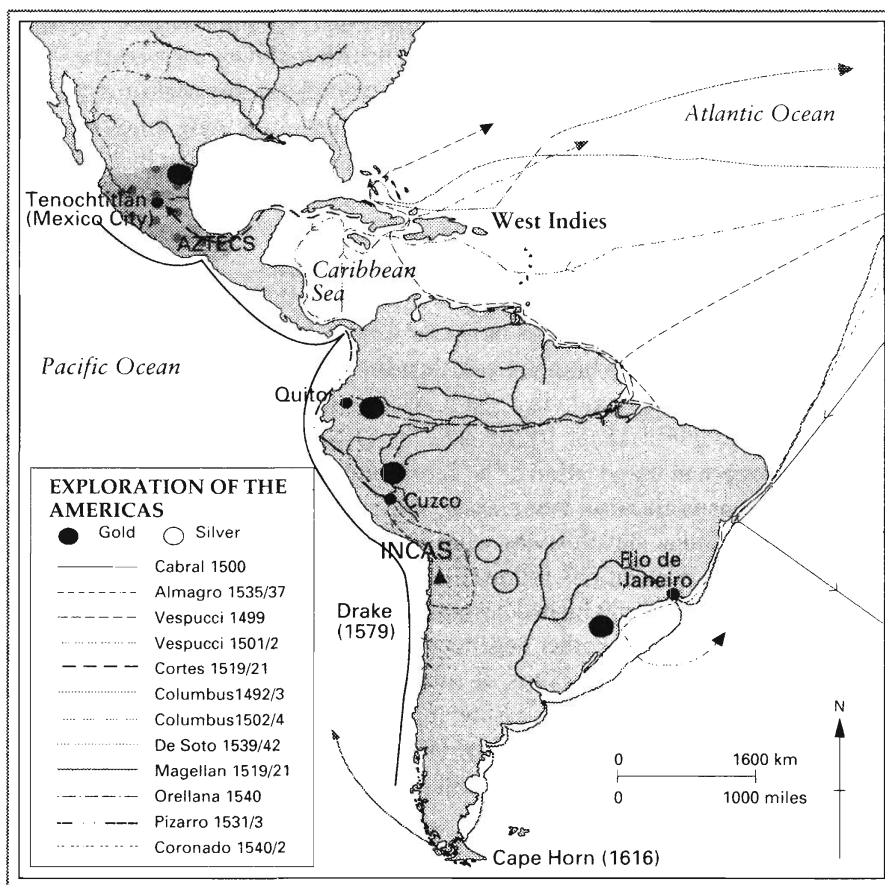 Atlantic Ocean
Tenochtitlán
(Mexico City)
AZTECS
West Indies
Caribbean
Sea
Pacific Ocean
Quito
Cuzco
INCAS
Rio de
Janeiro
Drake
(1579)
EXPLORATION OF THE
AMERICAS
Gold Silver
Cabral 1500
Almagro 1535/37
Vespucci 1499
Vespucci 1501/2
Cortes 1519/21
Columbus1492/3
Columbus1502/4
De Soto 1539/42
Magellan 1519/21
Orellana 1540
Pizarro 1531/3
Coronado 1540/2
N
0 1600 km
0 1000 miles
Cape Horn (1616)